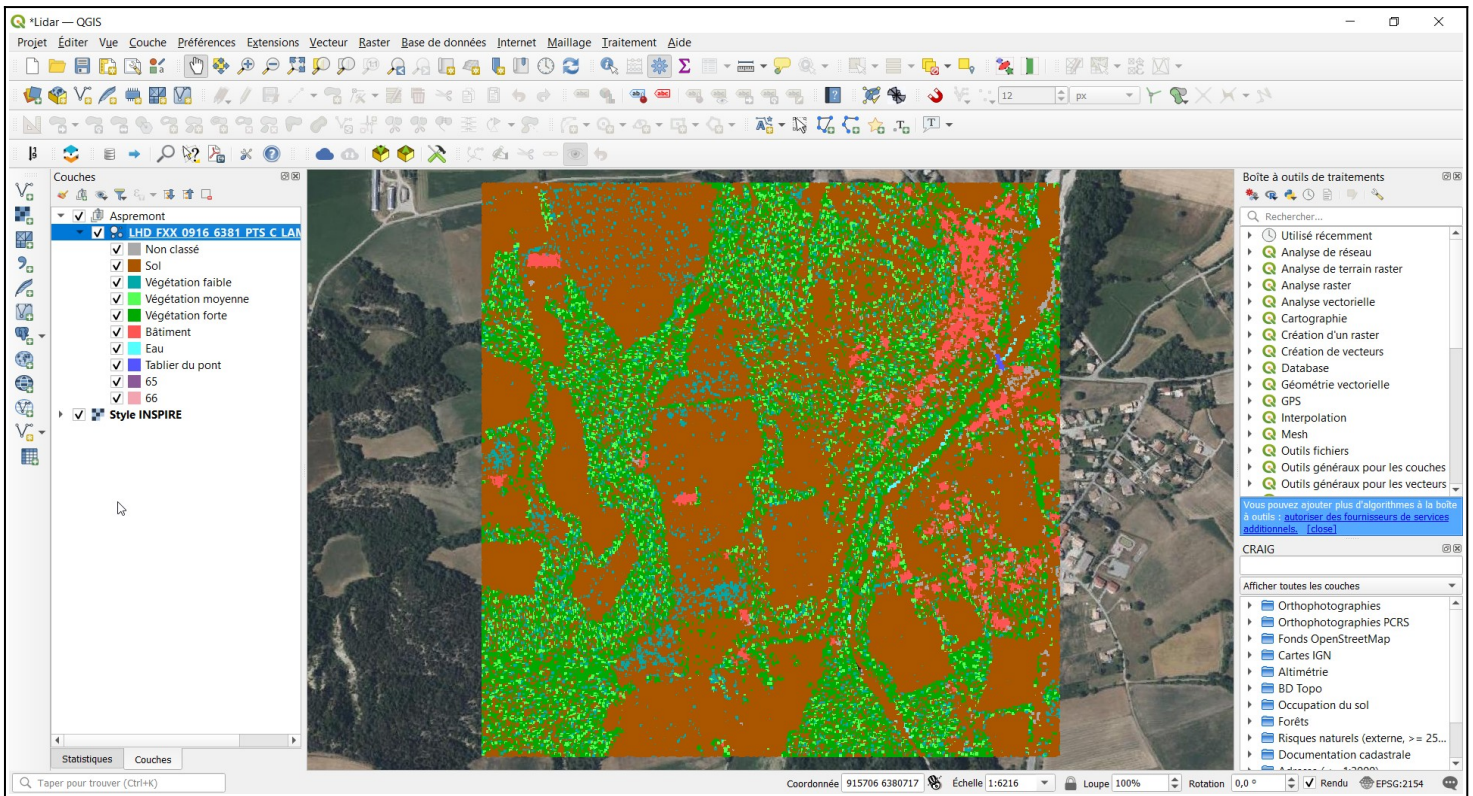 *Lidar — QGIS
Projet Éditer Vue Couche Préférences Extensions Vecteur Raster Base de données Internet Maillage Traitement Aide
12 px
Couches
Aspremont
LHD_FXX_0916_6381_PTS_C_LAM
Non classé
Sol
Végétation faible
Végétation moyenne
Végétation forte
Bâtiment
Eau
Tablier du pont
65
66
Style INSPIRE
Statistiques Couches
Boîte à outils de traitements
Rechercher...
Utilisé récemment
Analyse de réseau
Analyse de terrain raster
Analyse raster
Analyse vectorielle
Cartographie
Création d'un raster
Création de vecteurs
Database
Géométrie vectorielle
GPS
Interpolation
Mesh
Outils fichiers
Outils généraux pour les couches
Outils généraux pour les vecteurs
Vous pouvez ajouter plus d'algorithmes à la boîte
à outils : autoriser des fournisseurs de services
additionnels. [close]
CRAIG
Afficher toutes les couches
Orthophotographies
Orthophotographies PCRS
Fonds OpenStreetMap
Cartes IGN
Altimétrie
BD Topo
Occupation du sol
Forêts
Risques naturels (externe, >= 25...
Documentation cadastrale
Taper pour trouver (Ctrl+K) Coordonnée 915706 6380717 Échelle 1:6216 Loupe 100% Rotation 0,0 ° Rendu EPSG:2154